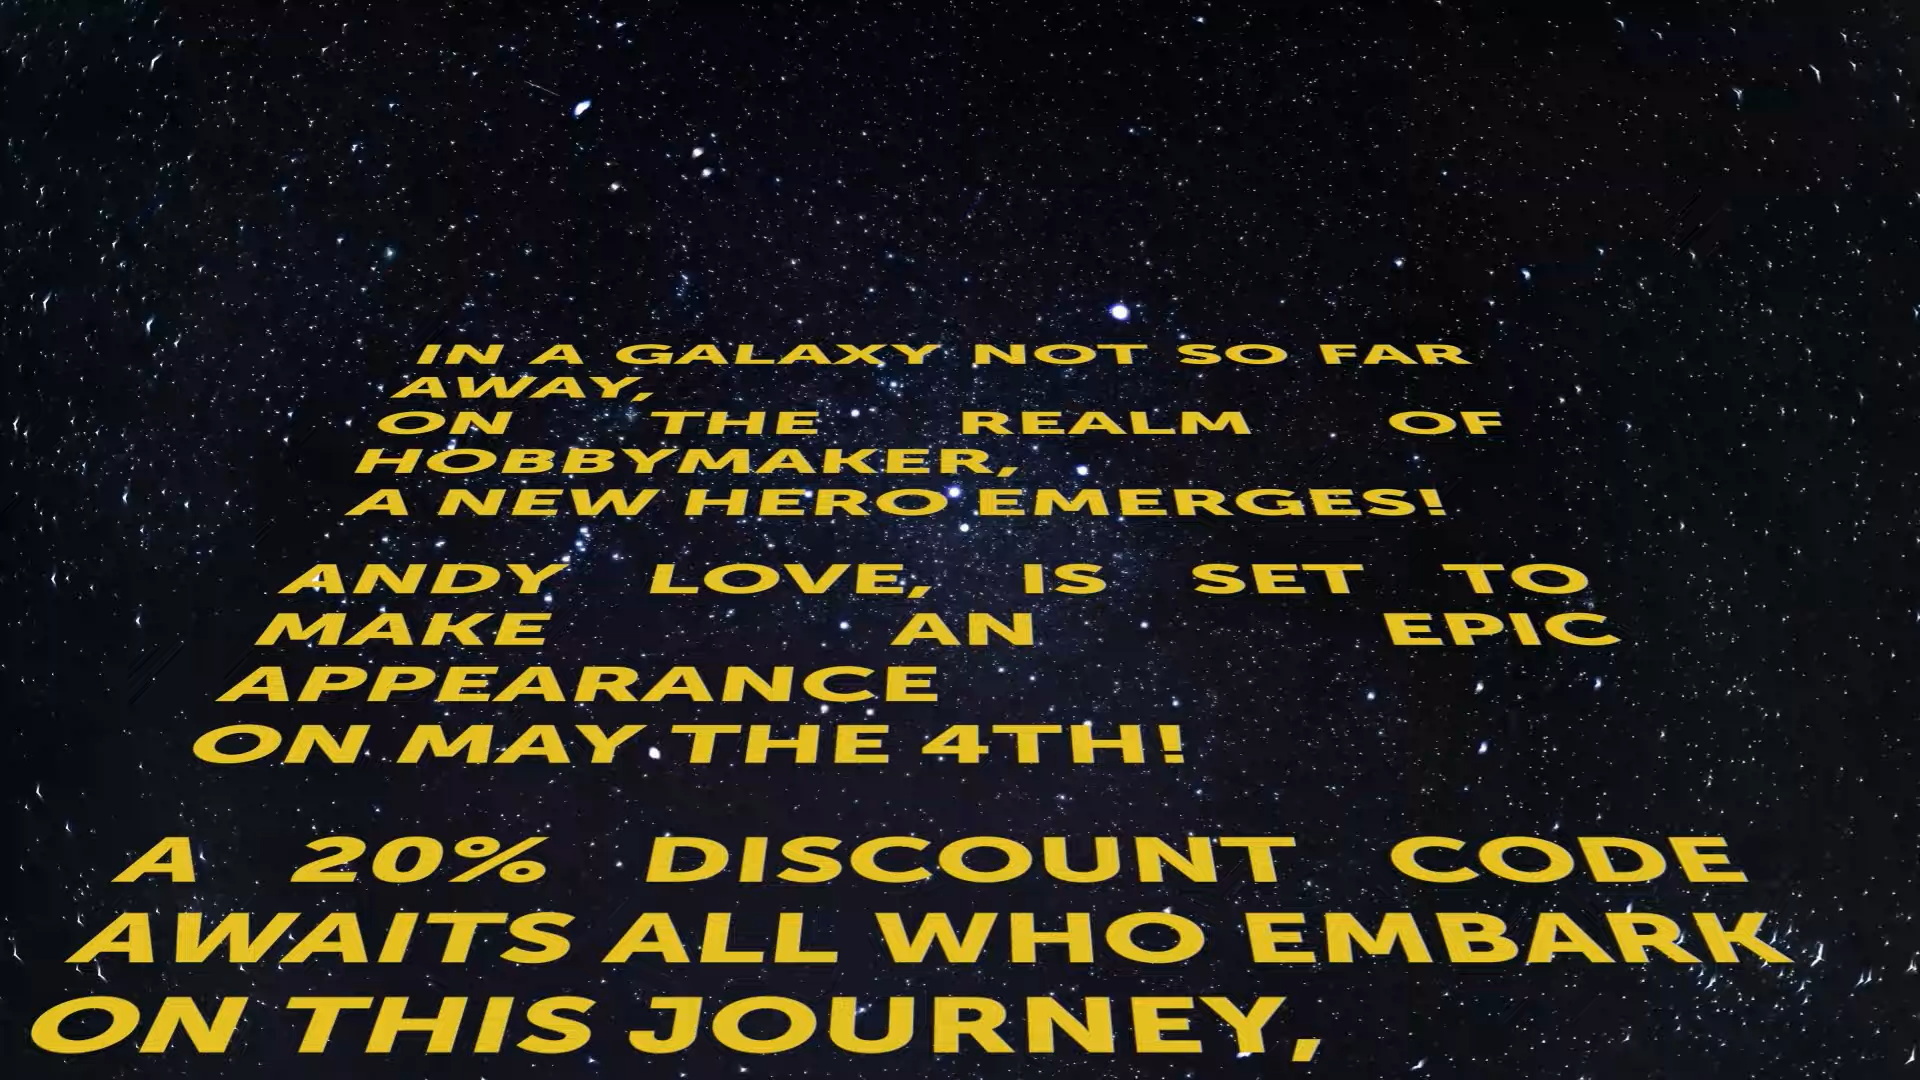 IN A GALAXY NOT SO FAR
AWAY,
ON THE REALM OF
HOBBYMAKER,
A NEW HERO EMERGES!
ANDY LOVE, IS SET TO
MAKE AN EPIC
APPEARANCE
ON MAY THE 4TH!
A 20% DISCOUNT CODE
AWAITS ALL WHO EMBARK
ON THIS JOURNEY,